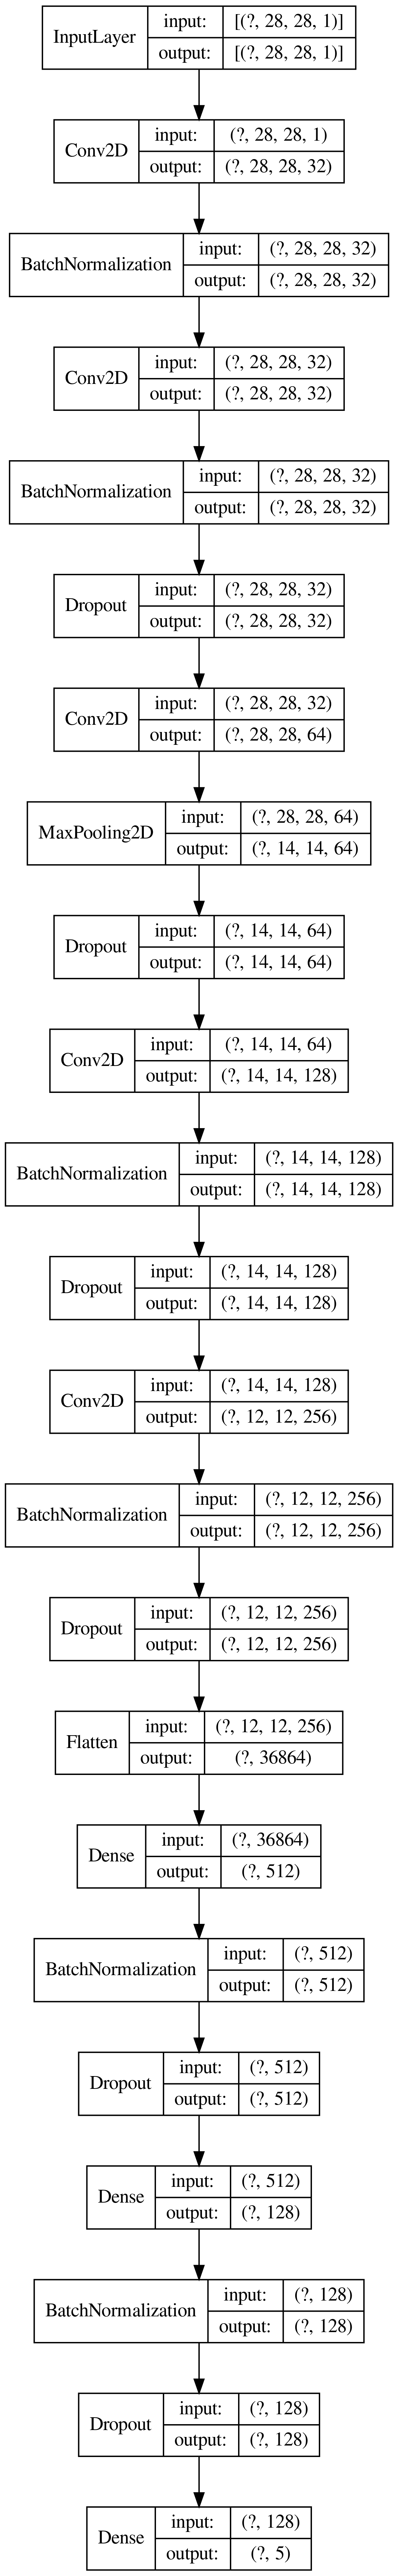 InputLayer input: [(?, 28, 28, 1)]
output: [(?, 28, 28, 1)]
Conv2D input: (?, 28, 28, 1)
output: (?, 28, 28, 32)
BatchNormalization input: (?, 28, 28, 32)
output: (?, 28, 28, 32)
Conv2D input: (?, 28, 28, 32)
output: (?, 28, 28, 32)
BatchNormalization input: (?, 28, 28, 32)
output: (?, 28, 28, 32)
Dropout input: (?, 28, 28, 32)
output: (?, 28, 28, 32)
Conv2D input: (?, 28, 28, 32)
output: (?, 28, 28, 64)
MaxPooling2D input: (?, 28, 28, 64)
output: (?, 14, 14, 64)
Dropout input: (?, 14, 14, 64)
output: (?, 14, 14, 64)
Conv2D input: (?, 14, 14, 64)
output: (?, 14, 14, 128)
BatchNormalization input: (?, 14, 14, 128)
output: (?, 14, 14, 128)
Dropout input: (?, 14, 14, 128)
output: (?, 14, 14, 128)
Conv2D input: (?, 14, 14, 128)
output: (?, 12, 12, 256)
BatchNormalization input: (?, 12, 12, 256)
output: (?, 12, 12, 256)
Dropout input: (?, 12, 12, 256)
output: (?, 12, 12, 256)
Flatten input: (?, 12, 12, 256)
output: (?, 36864)
Dense input: (?, 36864)
output: (?, 512)
BatchNormalization input: (?, 512)
output: (?, 512)
Dropout input: (?, 512)
output: (?, 512)
Dense input: (?, 512)
output: (?, 128)
BatchNormalization input: (?, 128)
output: (?, 128)
Dropout input: (?, 128)
output: (?, 128)
Dense input: (?, 128)
output: (?, 5)